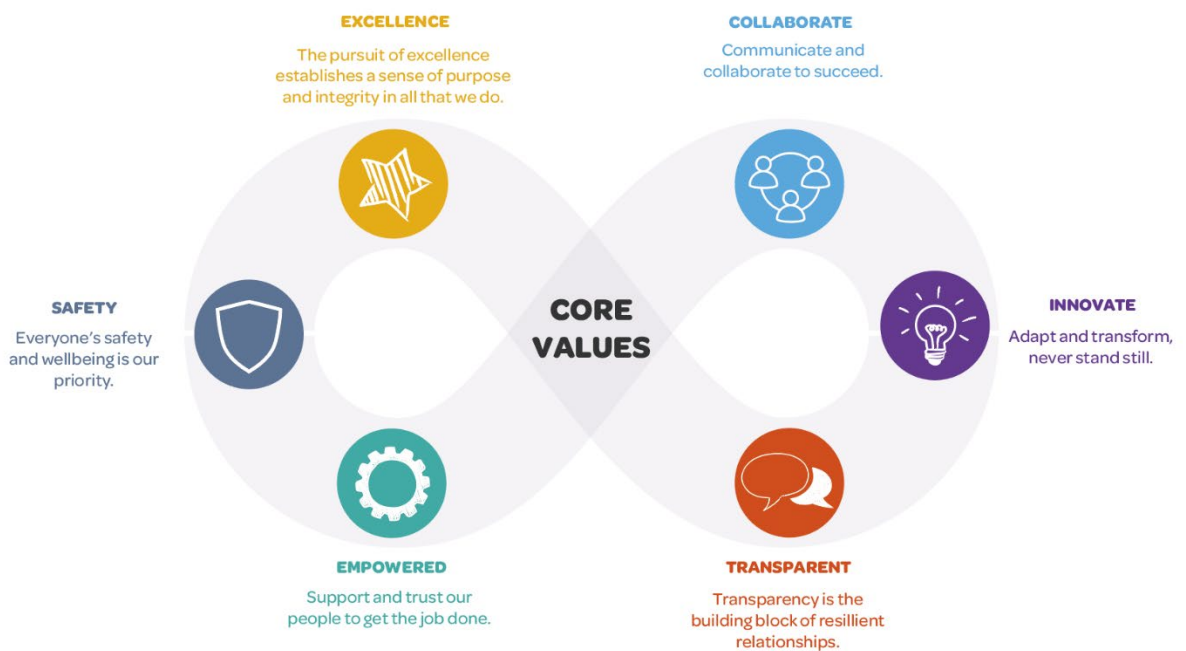 EXCELLENCE
The pursuit of excellence
establishes a sense of purpose
and integrity in all that we do.
COLLABORATE
Communicate and
collaborate to succeed.
SAFETY
Everyone's safety
and wellbeing is our
priority.
CORE
VALUES
INNOVATE
Adapt and transform,
never stand still.
EMPOWERED
Support and trust our
people to get the job done.
TRANSPARENT
Transparency is the
building block of resillient
relationships.